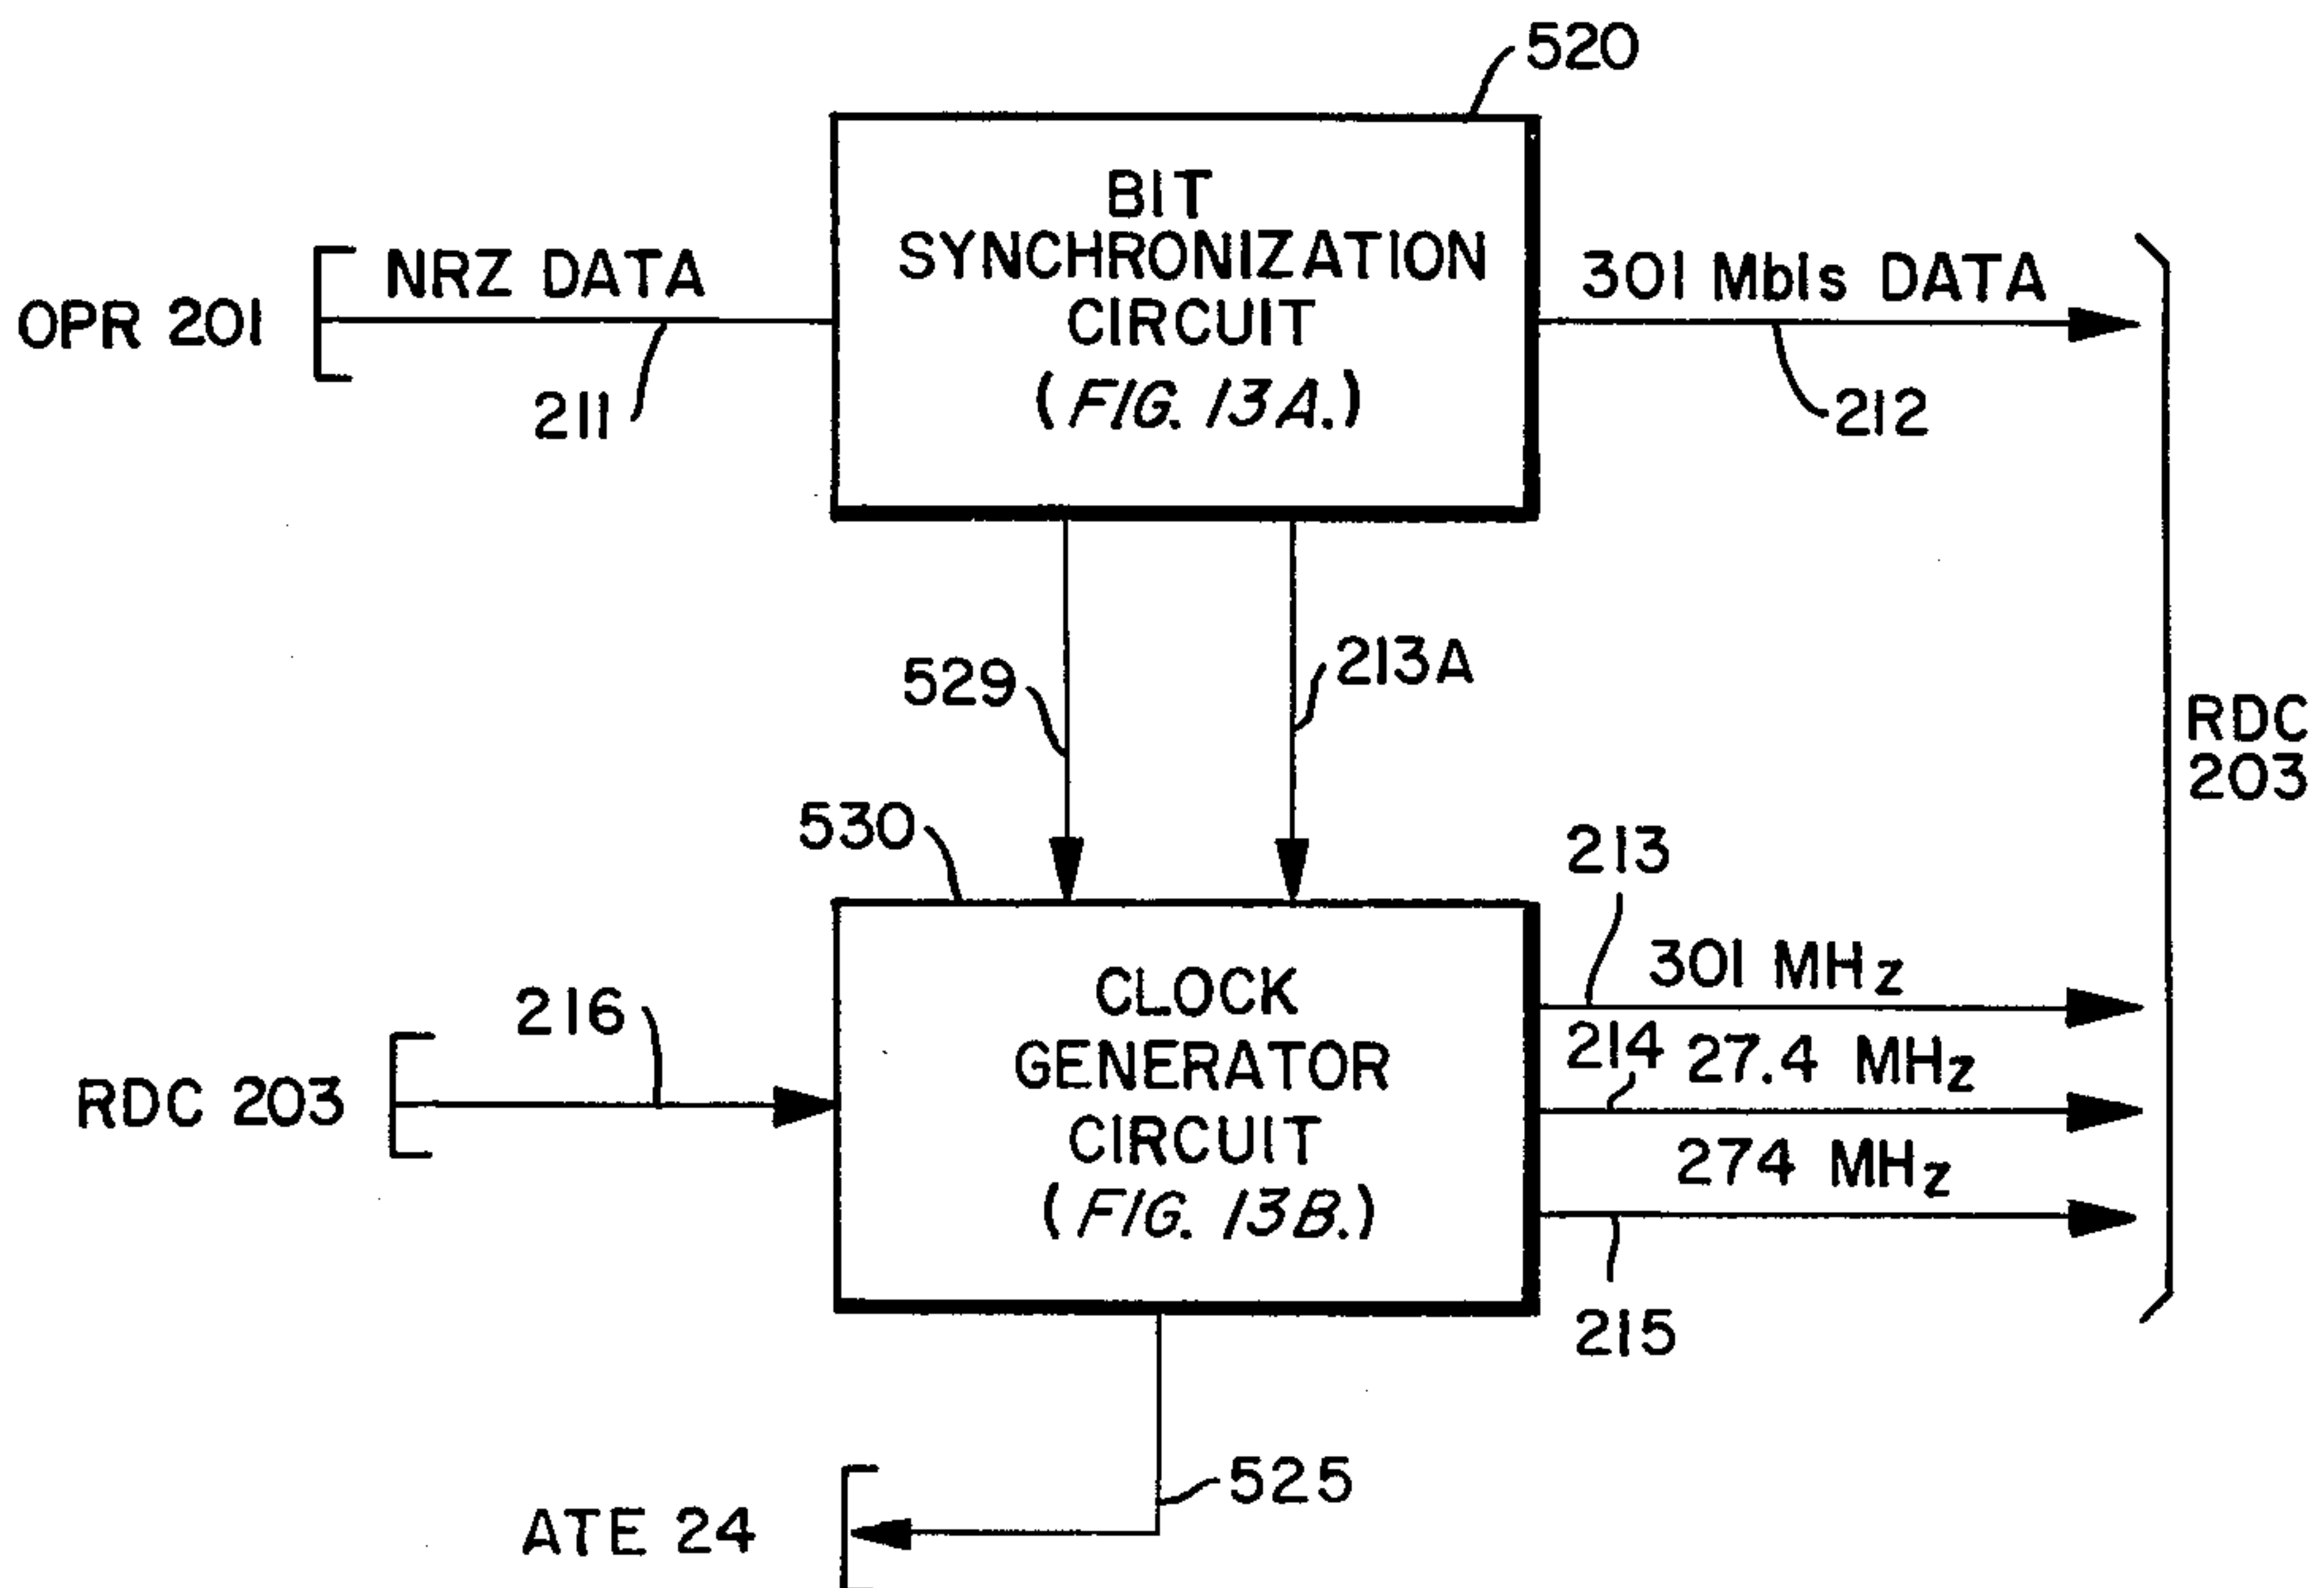 520
BIT
SYNCHRONIZATION
CIRCUIT
(FIG. 13A.)
OPR 201
NRZ DATA
211
301 Mbls DATA
212
529
213A
RDC
203
530
213
CLOCK
GENERATOR
CIRCUIT
(FIG. 13B.)
RDC 203
216
301 MHz
214
27.4 MHz
274 MHz
215
525
ATE 24